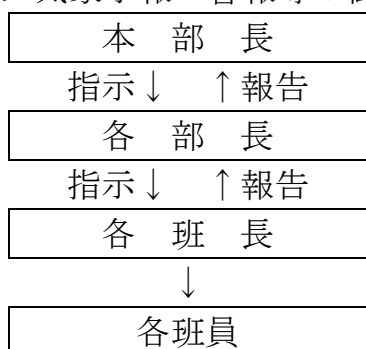 本 部 長
指示↓ ↑報告
各 部 長
指示↓ ↑報告
各 班 長
↓
各班員